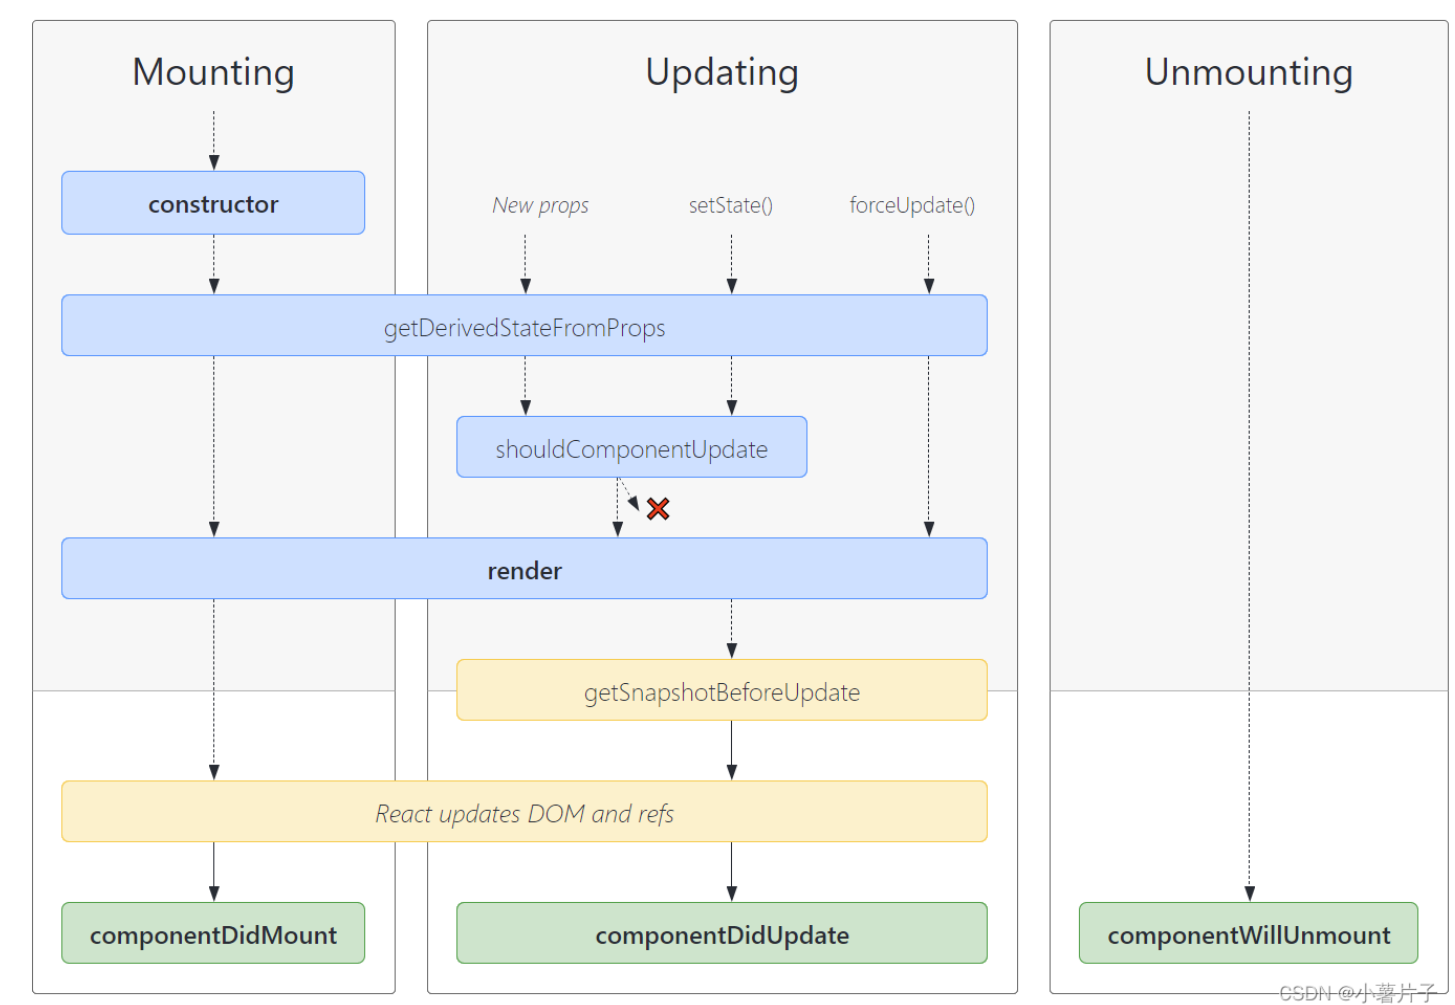 Mounting
Updating
Unmounting
constructor
New props
setState()
forceUpdate()
getDerivedStateFromProps
shouldComponentUpdate
render
getSnapshotBeforeUpdate
React updates DOM and refs
componentDidMount
componentDidUpdate
componentWillUnmount
CSDN @小薯片子